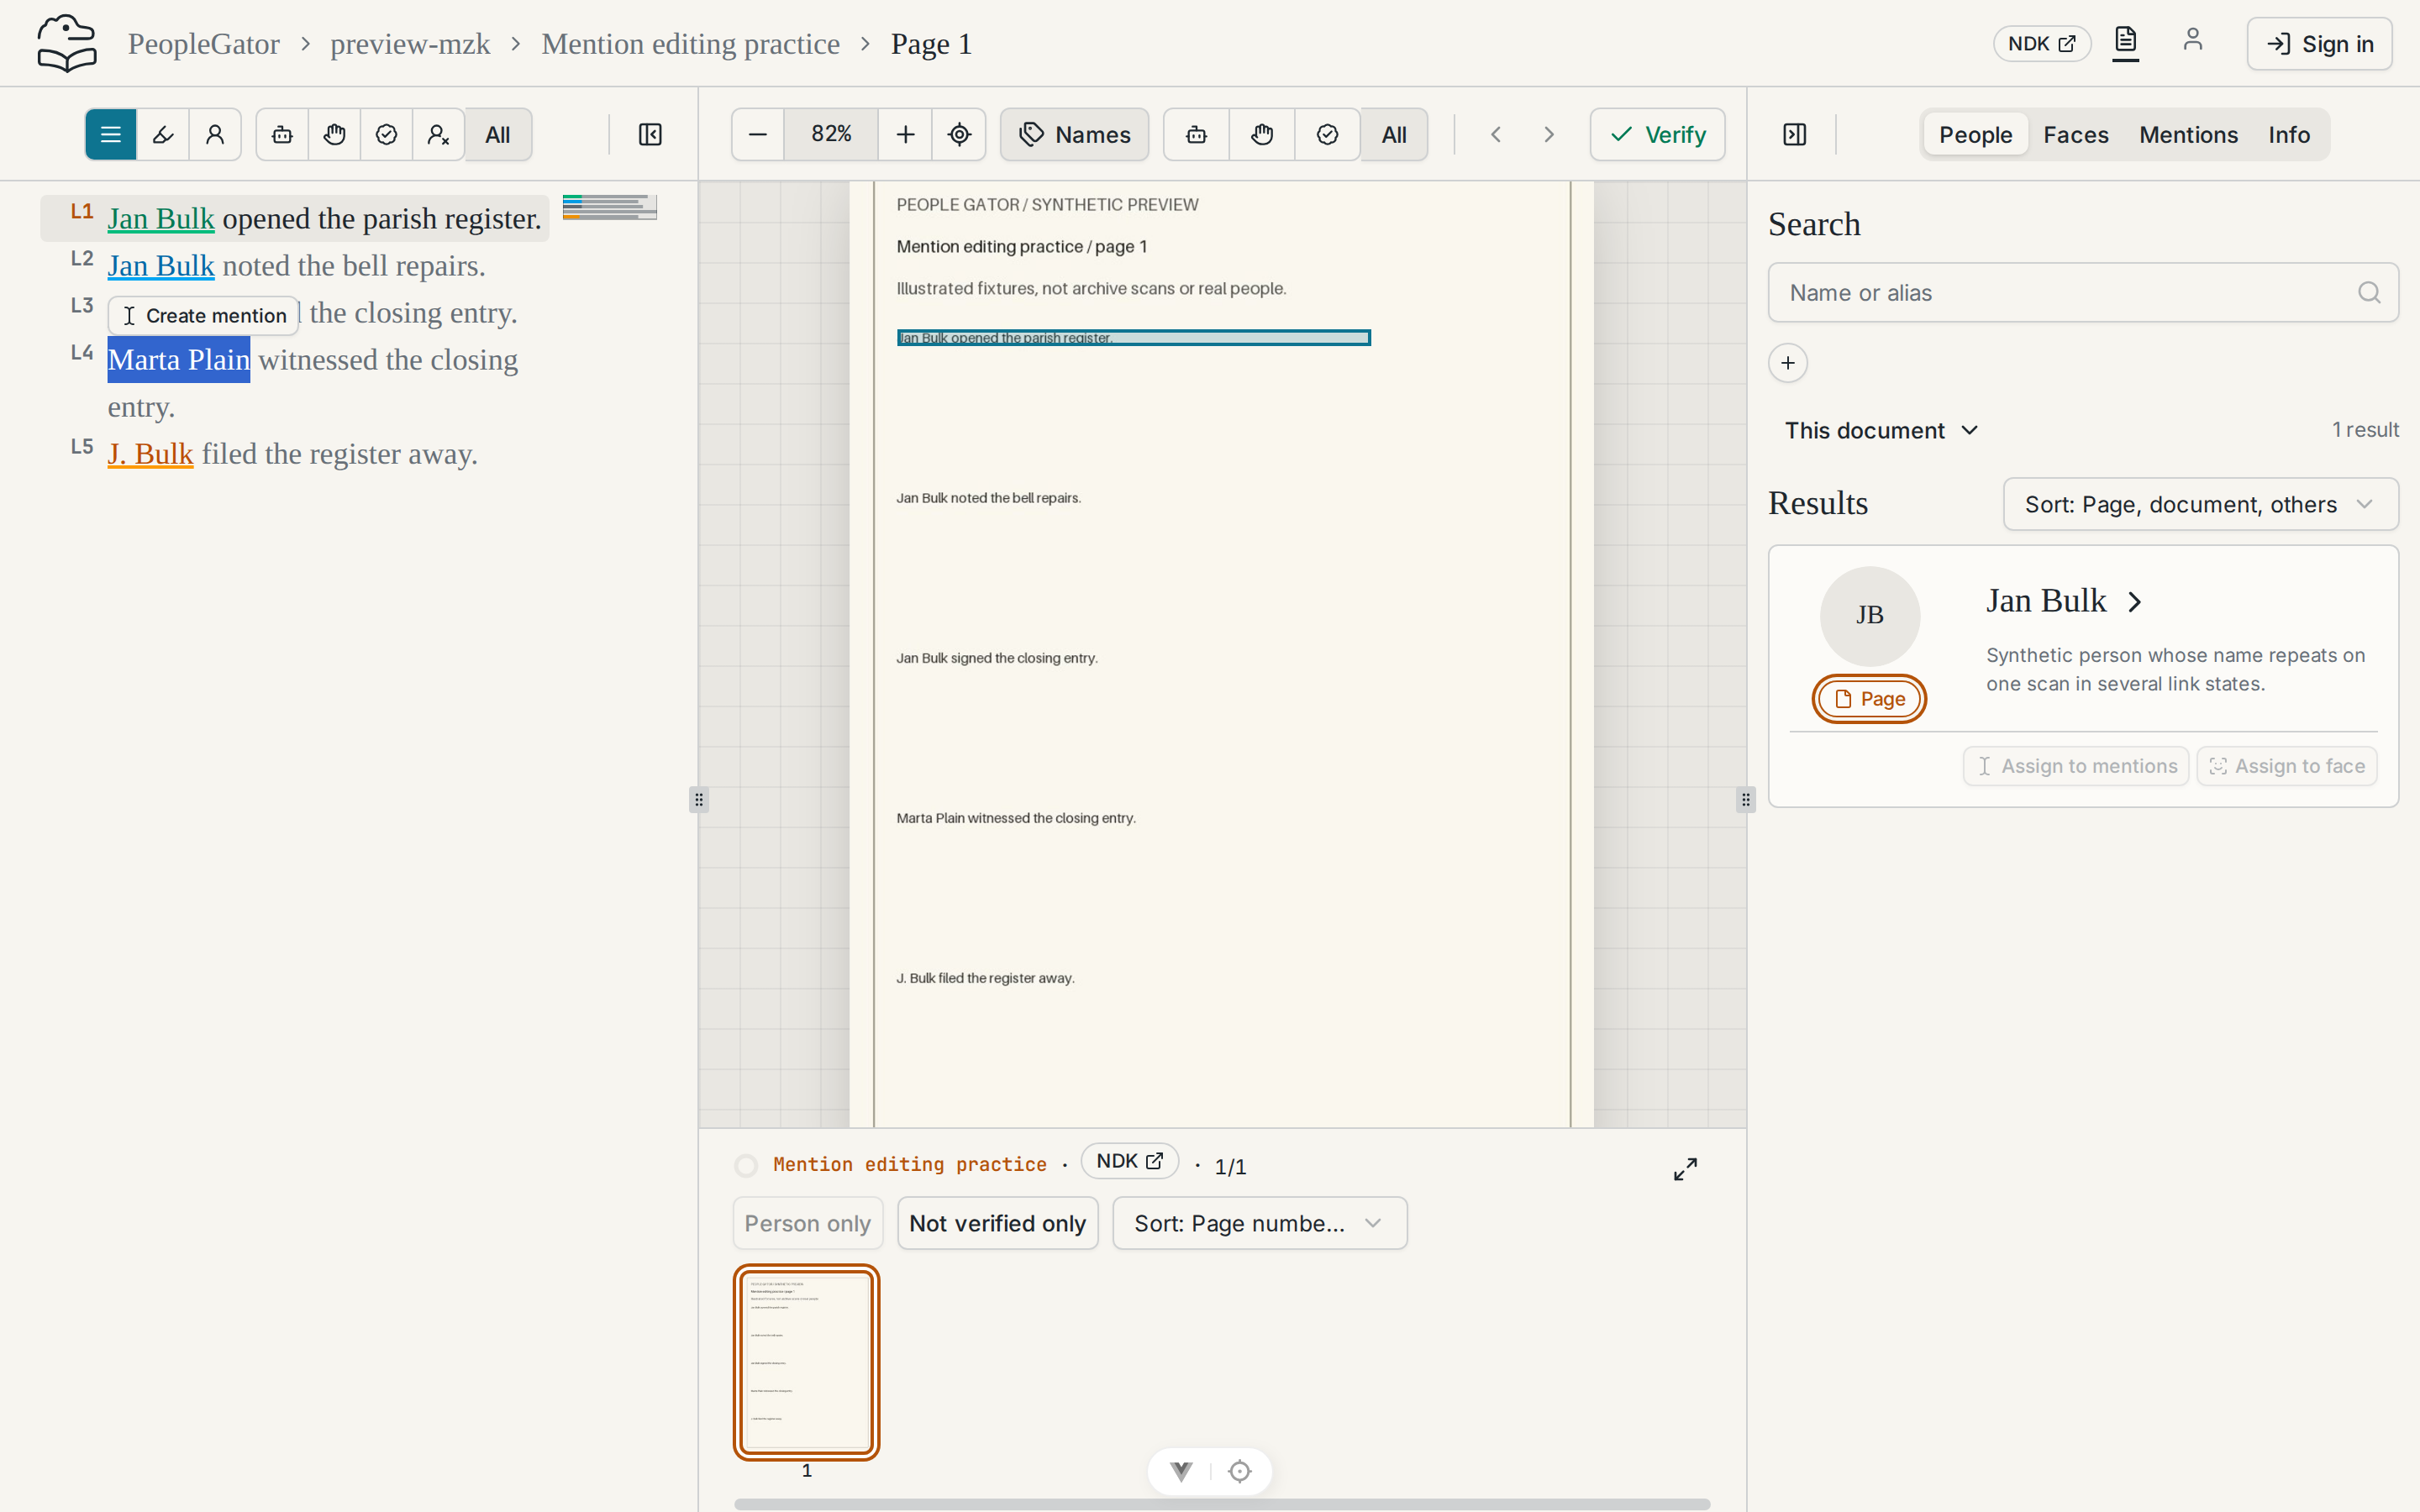 PeopleGator > preview-mzk > Mention editing practice > Page 1
NDK
Sign in
All
82%
Names
All
Verify
People
Faces
Mentions
Info
L1 Jan Bulk opened the parish register.
L2 Jan Bulk noted the bell repairs.
L3 the closing entry.
Create mention
L4 Marta Plain witnessed the closing
entry.
L5 J. Bulk filed the register away.
PEOPLE GATOR / SYNTHETIC PREVIEW
Mention editing practice / page 1
Illustrated fixtures, not archive scans or real people.
Jan Bulk opened the parish register.
Jan Bulk noted the bell repairs.
Jan Bulk signed the closing entry.
Marta Plain witnessed the closing entry.
J. Bulk filed the register away.
Mention editing practice · NDK · 1/1
Person only
Not verified only
Sort: Page numbe...
1
Search
Name or alias
This document
1 result
Results
Sort: Page, document, others
JB
Page
Jan Bulk
Synthetic person whose name repeats on
one scan in several link states.
Assign to mentions
Assign to face